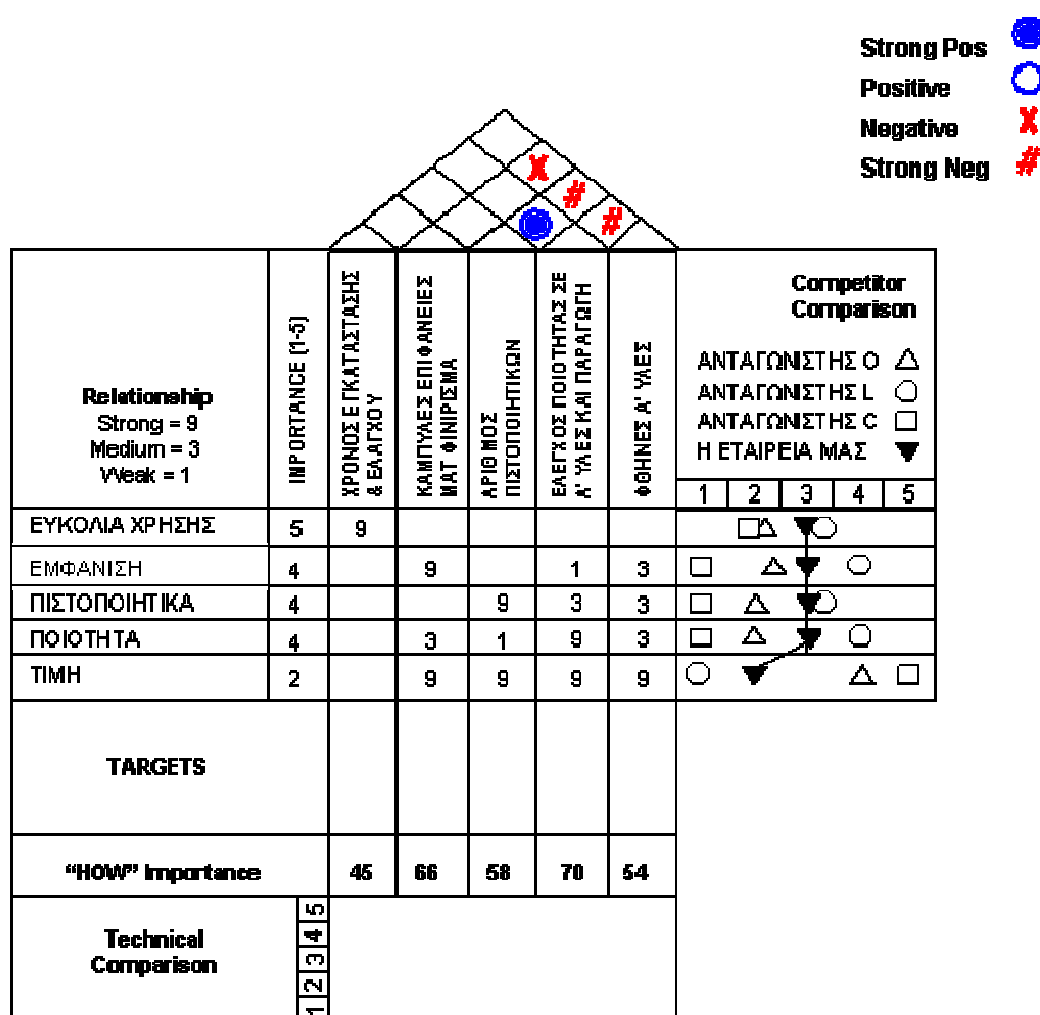 Strong Pos
Positive
Negative
Strong Neg
Relationship
Strong = 9
Medium = 3
Weak = 1
IMPORTANCE (1-5)
ΧΡΟΝΟΣ ΕΓΚΑΤΑΣΤΑΣΗΣ
& ΕΛΑΓΧΟΥ
ΚΑΜΠΥΛΕΣ ΕΠΙΦΑΝΕΙΕΣ
ΜΑΤ ΦΙΝΙΡΙΣΜΑ
ΑΡΙΘΜΟΣ
ΠΙΣΤΟΠΟΙΗΤΙΚΩΝ
ΕΛΕΓΧΟΣ ΠΟΙΟΤΗΤΑΣ ΣΕ
Α' ΥΛΕΣ ΚΑΙ ΠΑΡΑΓΩΓΗ
ΦΘΗΝΕΣ Α' ΥΛΕΣ
Competitor
Comparison
ΑΝΤΑΓΩΝΙΣΤΗΣ Ο
ΑΝΤΑΓΩΝΙΣΤΗΣ L
ΑΝΤΑΓΩΝΙΣΤΗΣ C
Η ΕΤΑΙΡΕΙΑ ΜΑΣ
1 2 3 4 5
ΕΥΚΟΛΙΑ ΧΡΗΣΗΣ 5 9
ΕΜΦΑΝΙΣΗ 4 9 1 3
ΠΙΣΤΟΠΟΙΗΤΙΚΑ 4 9 3 3
ΠΟΙΟΤΗΤΑ 4 3 1 9 3
ΤΙΜΗ 2 9 9 9 9
TARGETS
“HOW” Importance 45 66 58 70 54
Technical
Comparison
1 2 3 4 5